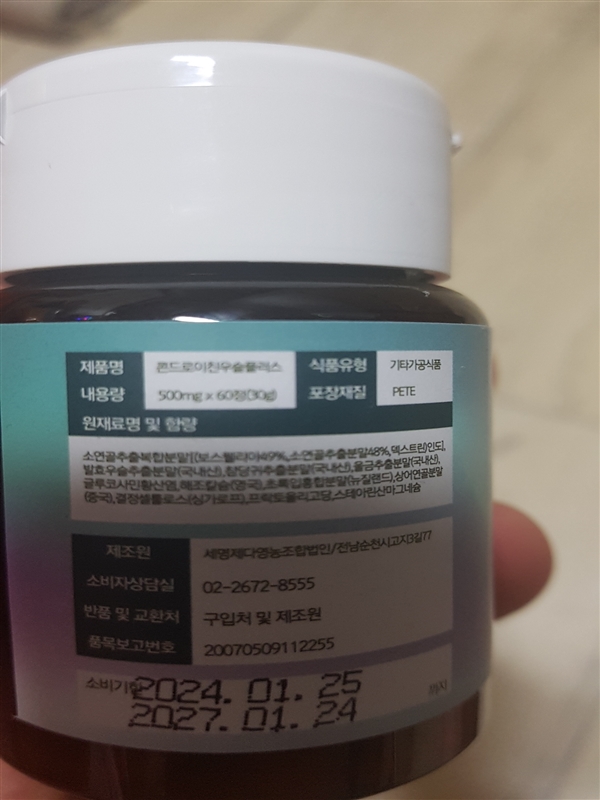 제품명 콘드로이친우슬플러스 식품유형 기타가공식품
내용량 500mg x 60정(30g) 포장재질 PETE
원재료명 및 함량
소연골추출복합분말[(보스웰리아49%,소연골추출분말48%,덱스트린)인도],
발효우슬추출분말(국내산),참당귀추출분말(국내산),울금추출분말(국내산),
글루코사민황산염,해조칼슘(영국),초록입홍합분말(뉴질랜드),상어연골분말
(중국),결정셀룰로스(싱가로프),프락토올리고당,스테아린산마그네슘
제조원 세명제다영농조합법인/전남순천시고지3길77
소비자상담실 02-2672-8555
반품 및 교환처 구입처 및 제조원
품목보고번호 20070509112255
소비기한 2024. 01. 25
2027. 01. 24 까지